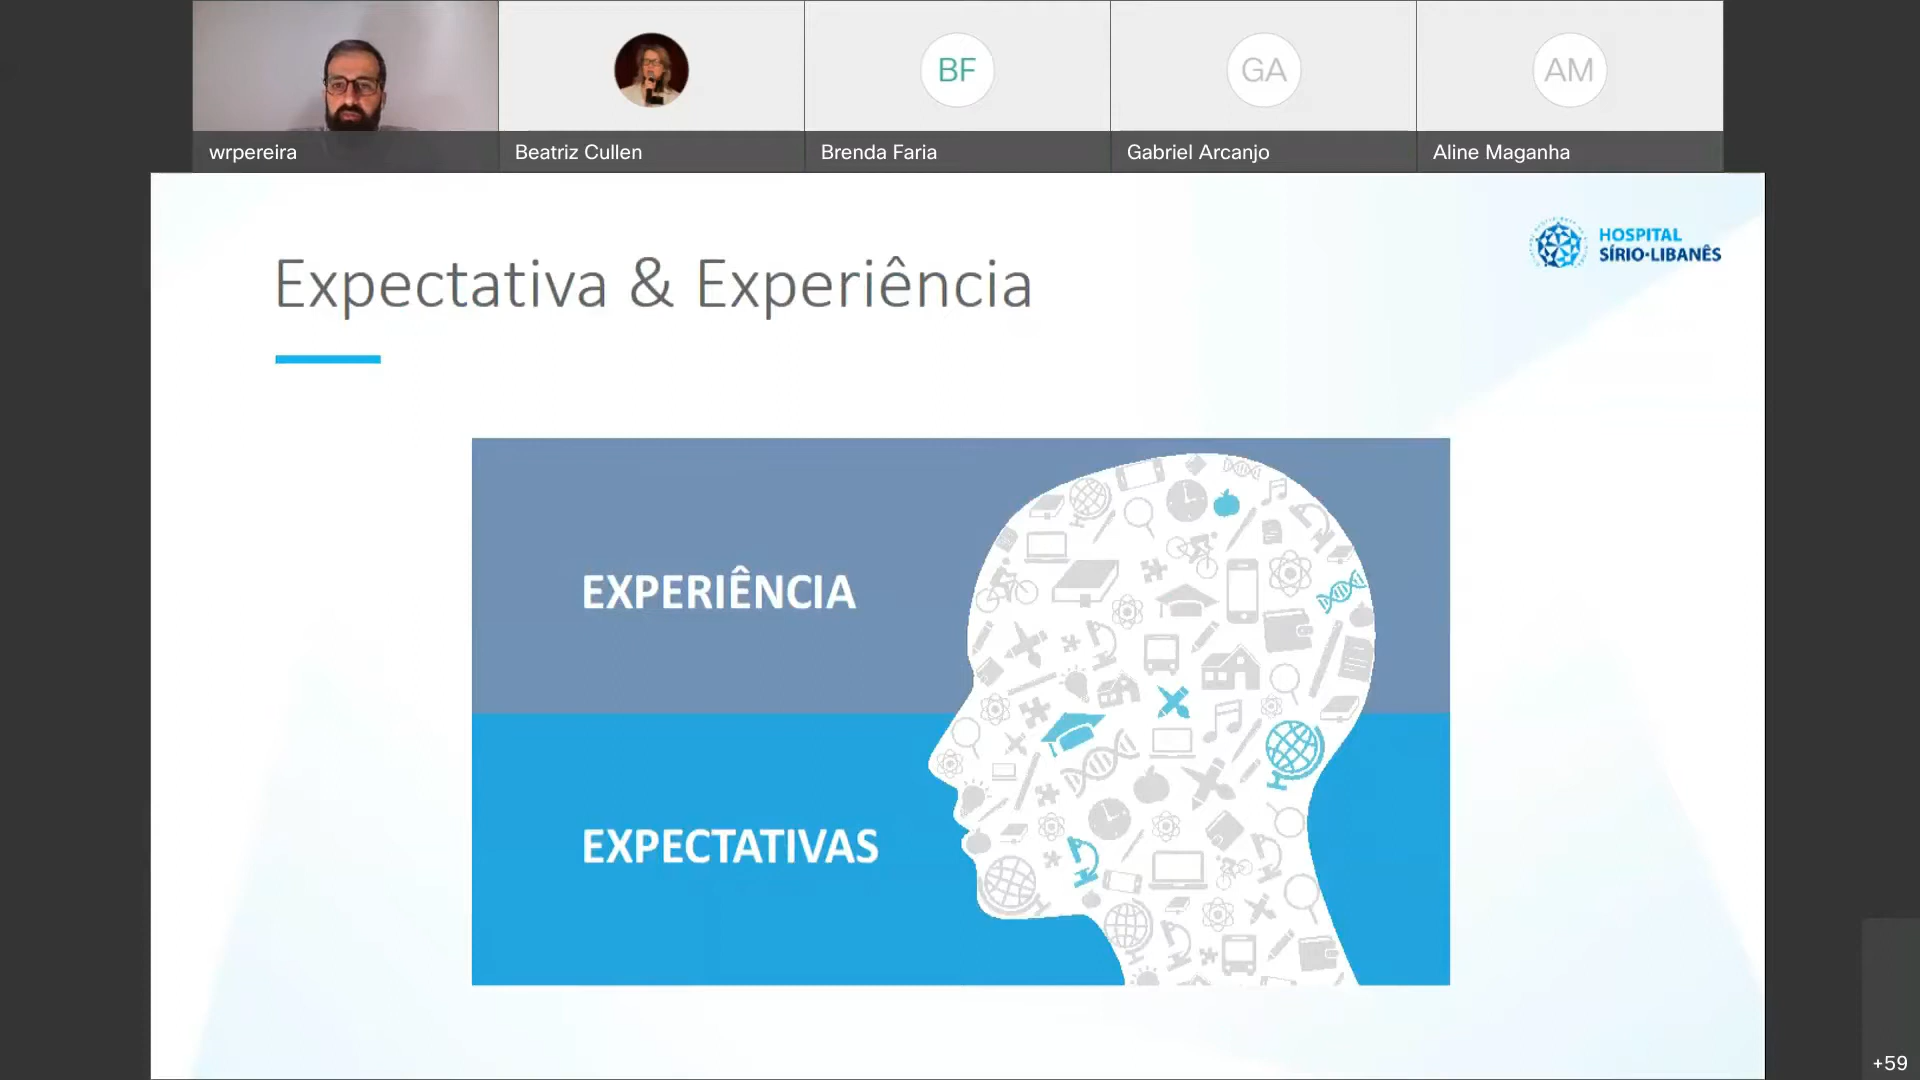 BF
GA
AM
wrpereira
Beatriz Cullen
Brenda Faria
Gabriel Arcanjo
Aline Maganha
HOSPITAL
SÍRIO•LIBANÊS
Expectativa & Experiência
EXPERIÊNCIA
EXPECTATIVAS
+59